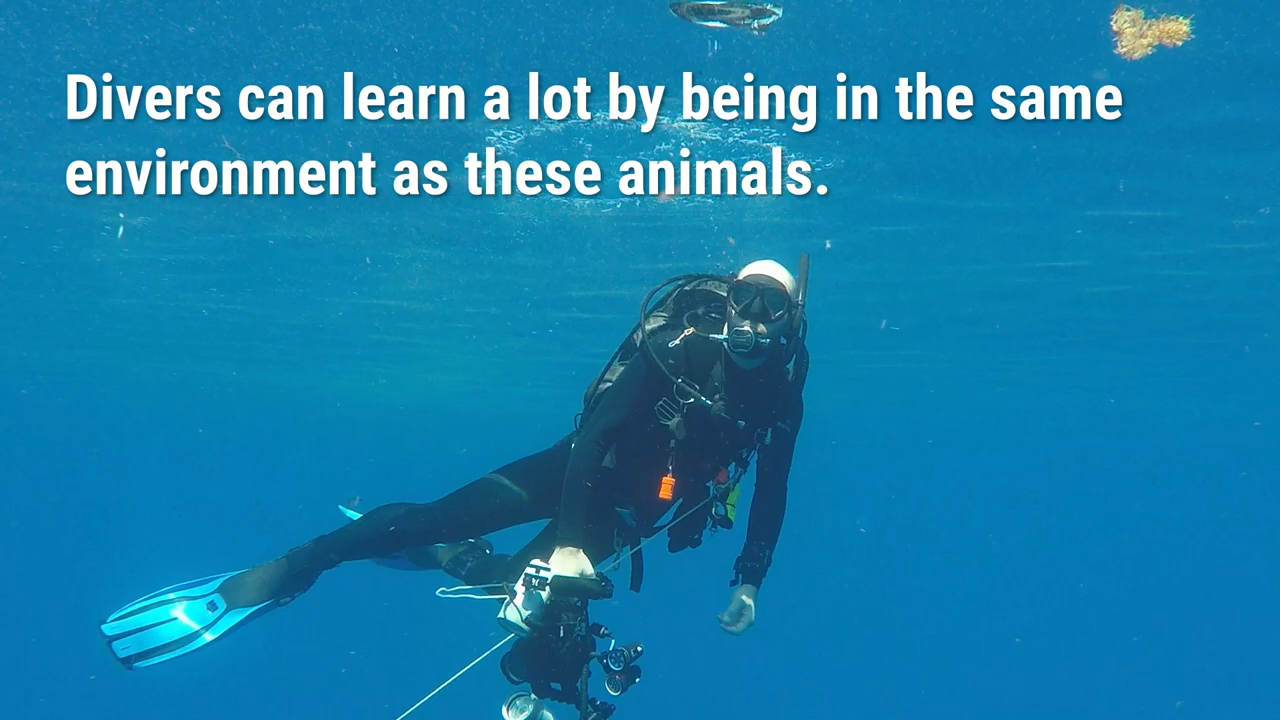 Divers can learn a lot by being in the same
environment as these animals.